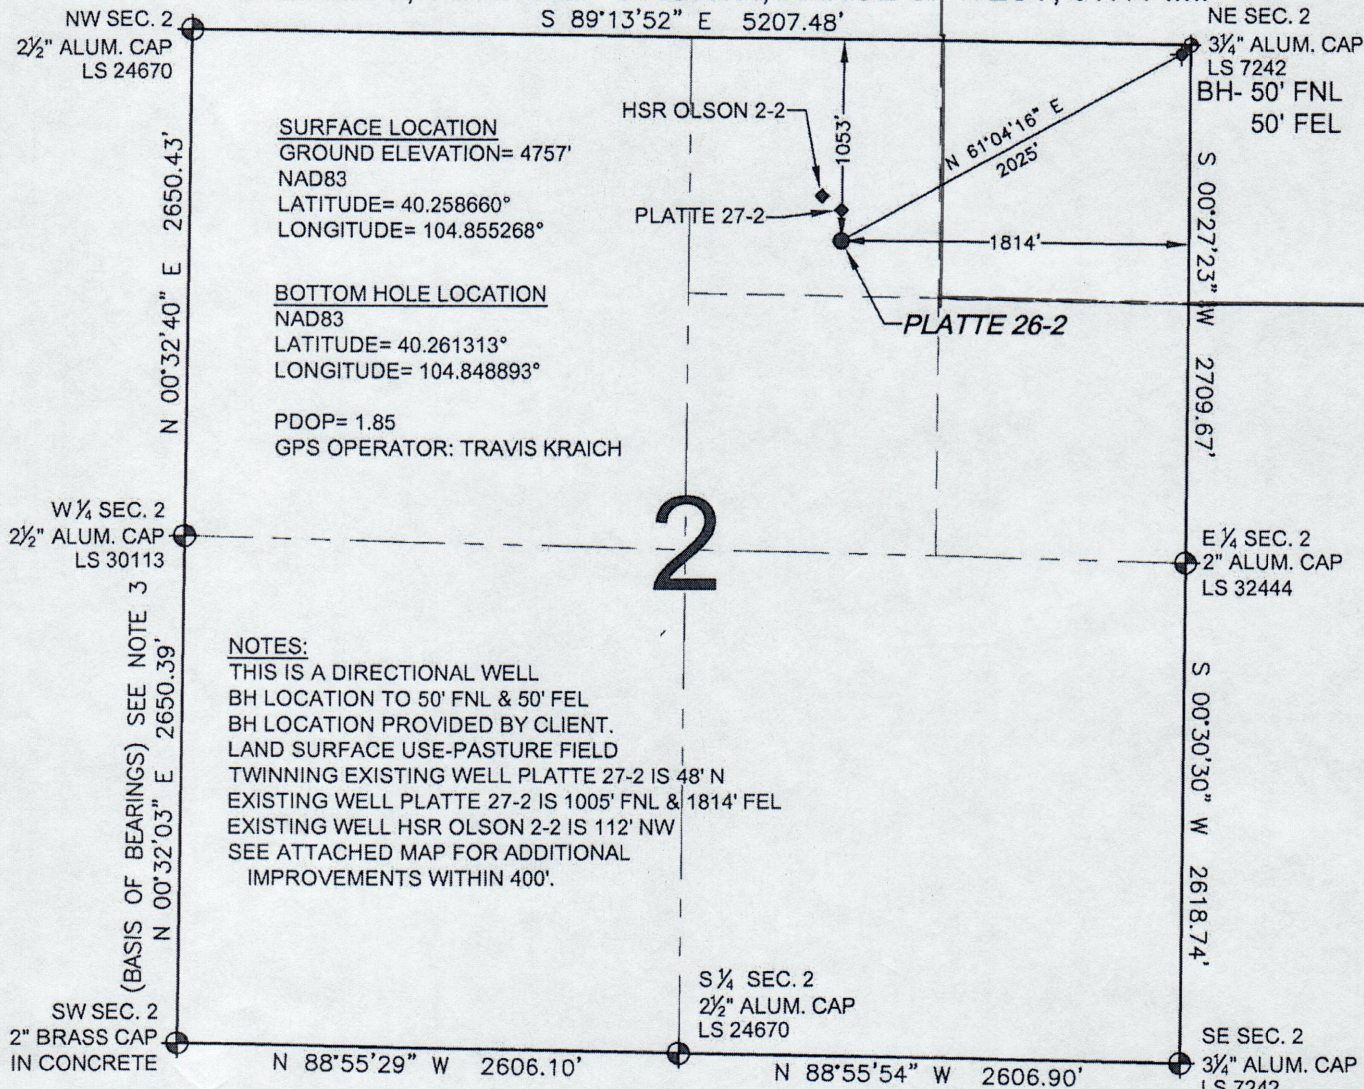 S 89°13'52" E 5207.48'
NW SEC. 2
2½" ALUM. CAP
LS 24670
NE SEC. 2
3¼" ALUM. CAP
LS 7242
BH- 50' FNL
50' FEL
HSR OLSON 2-2
1053'
N 61°04'16" E
2025'
PLATTE 27-2
1814'
PLATTE 26-2
SURFACE LOCATION
GROUND ELEVATION= 4757'
NAD83
LATITUDE= 40.258660°
LONGITUDE= 104.855268°
BOTTOM HOLE LOCATION
NAD83
LATITUDE= 40.261313°
LONGITUDE= 104.848893°
PDOP= 1.85
GPS OPERATOR: TRAVIS KRAICH
N 00°32'40" E 2650.43'
S 00°27'23" W 2709.67'
W ¼ SEC. 2
2½" ALUM. CAP
LS 30113
2
E ¼ SEC. 2
2" ALUM. CAP
LS 32444
(BASIS OF BEARINGS) SEE NOTE 3
N 00°32'03" E 2650.39'
NOTES:
THIS IS A DIRECTIONAL WELL
BH LOCATION TO 50' FNL & 50' FEL
BH LOCATION PROVIDED BY CLIENT.
LAND SURFACE USE-PASTURE FIELD
TWINNING EXISTING WELL PLATTE 27-2 IS 48' N
EXISTING WELL PLATTE 27-2 IS 1005' FNL & 1814' FEL
EXISTING WELL HSR OLSON 2-2 IS 112' NW
SEE ATTACHED MAP FOR ADDITIONAL
IMPROVEMENTS WITHIN 400'.
S 00°30'30" W 2618.74'
SW SEC. 2
2" BRASS CAP
IN CONCRETE
S ¼ SEC. 2
2½" ALUM. CAP
LS 24670
N 88°55'29" W 2606.10'
N 88°55'54" W 2606.90'
SE SEC. 2
3¼" ALUM. CAP